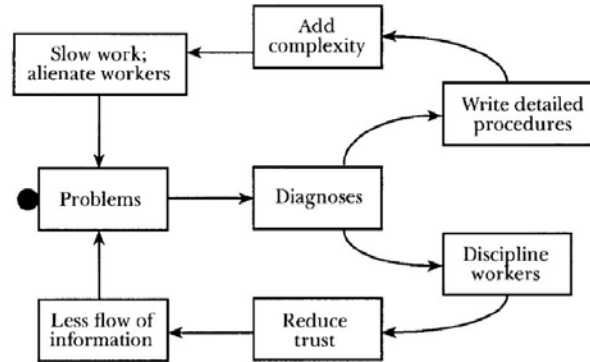 Add
complexity
Slow work;
alienate workers
Write detailed
procedures
Problems
Diagnoses
Discipline
workers
Less flow of
information
Reduce
trust